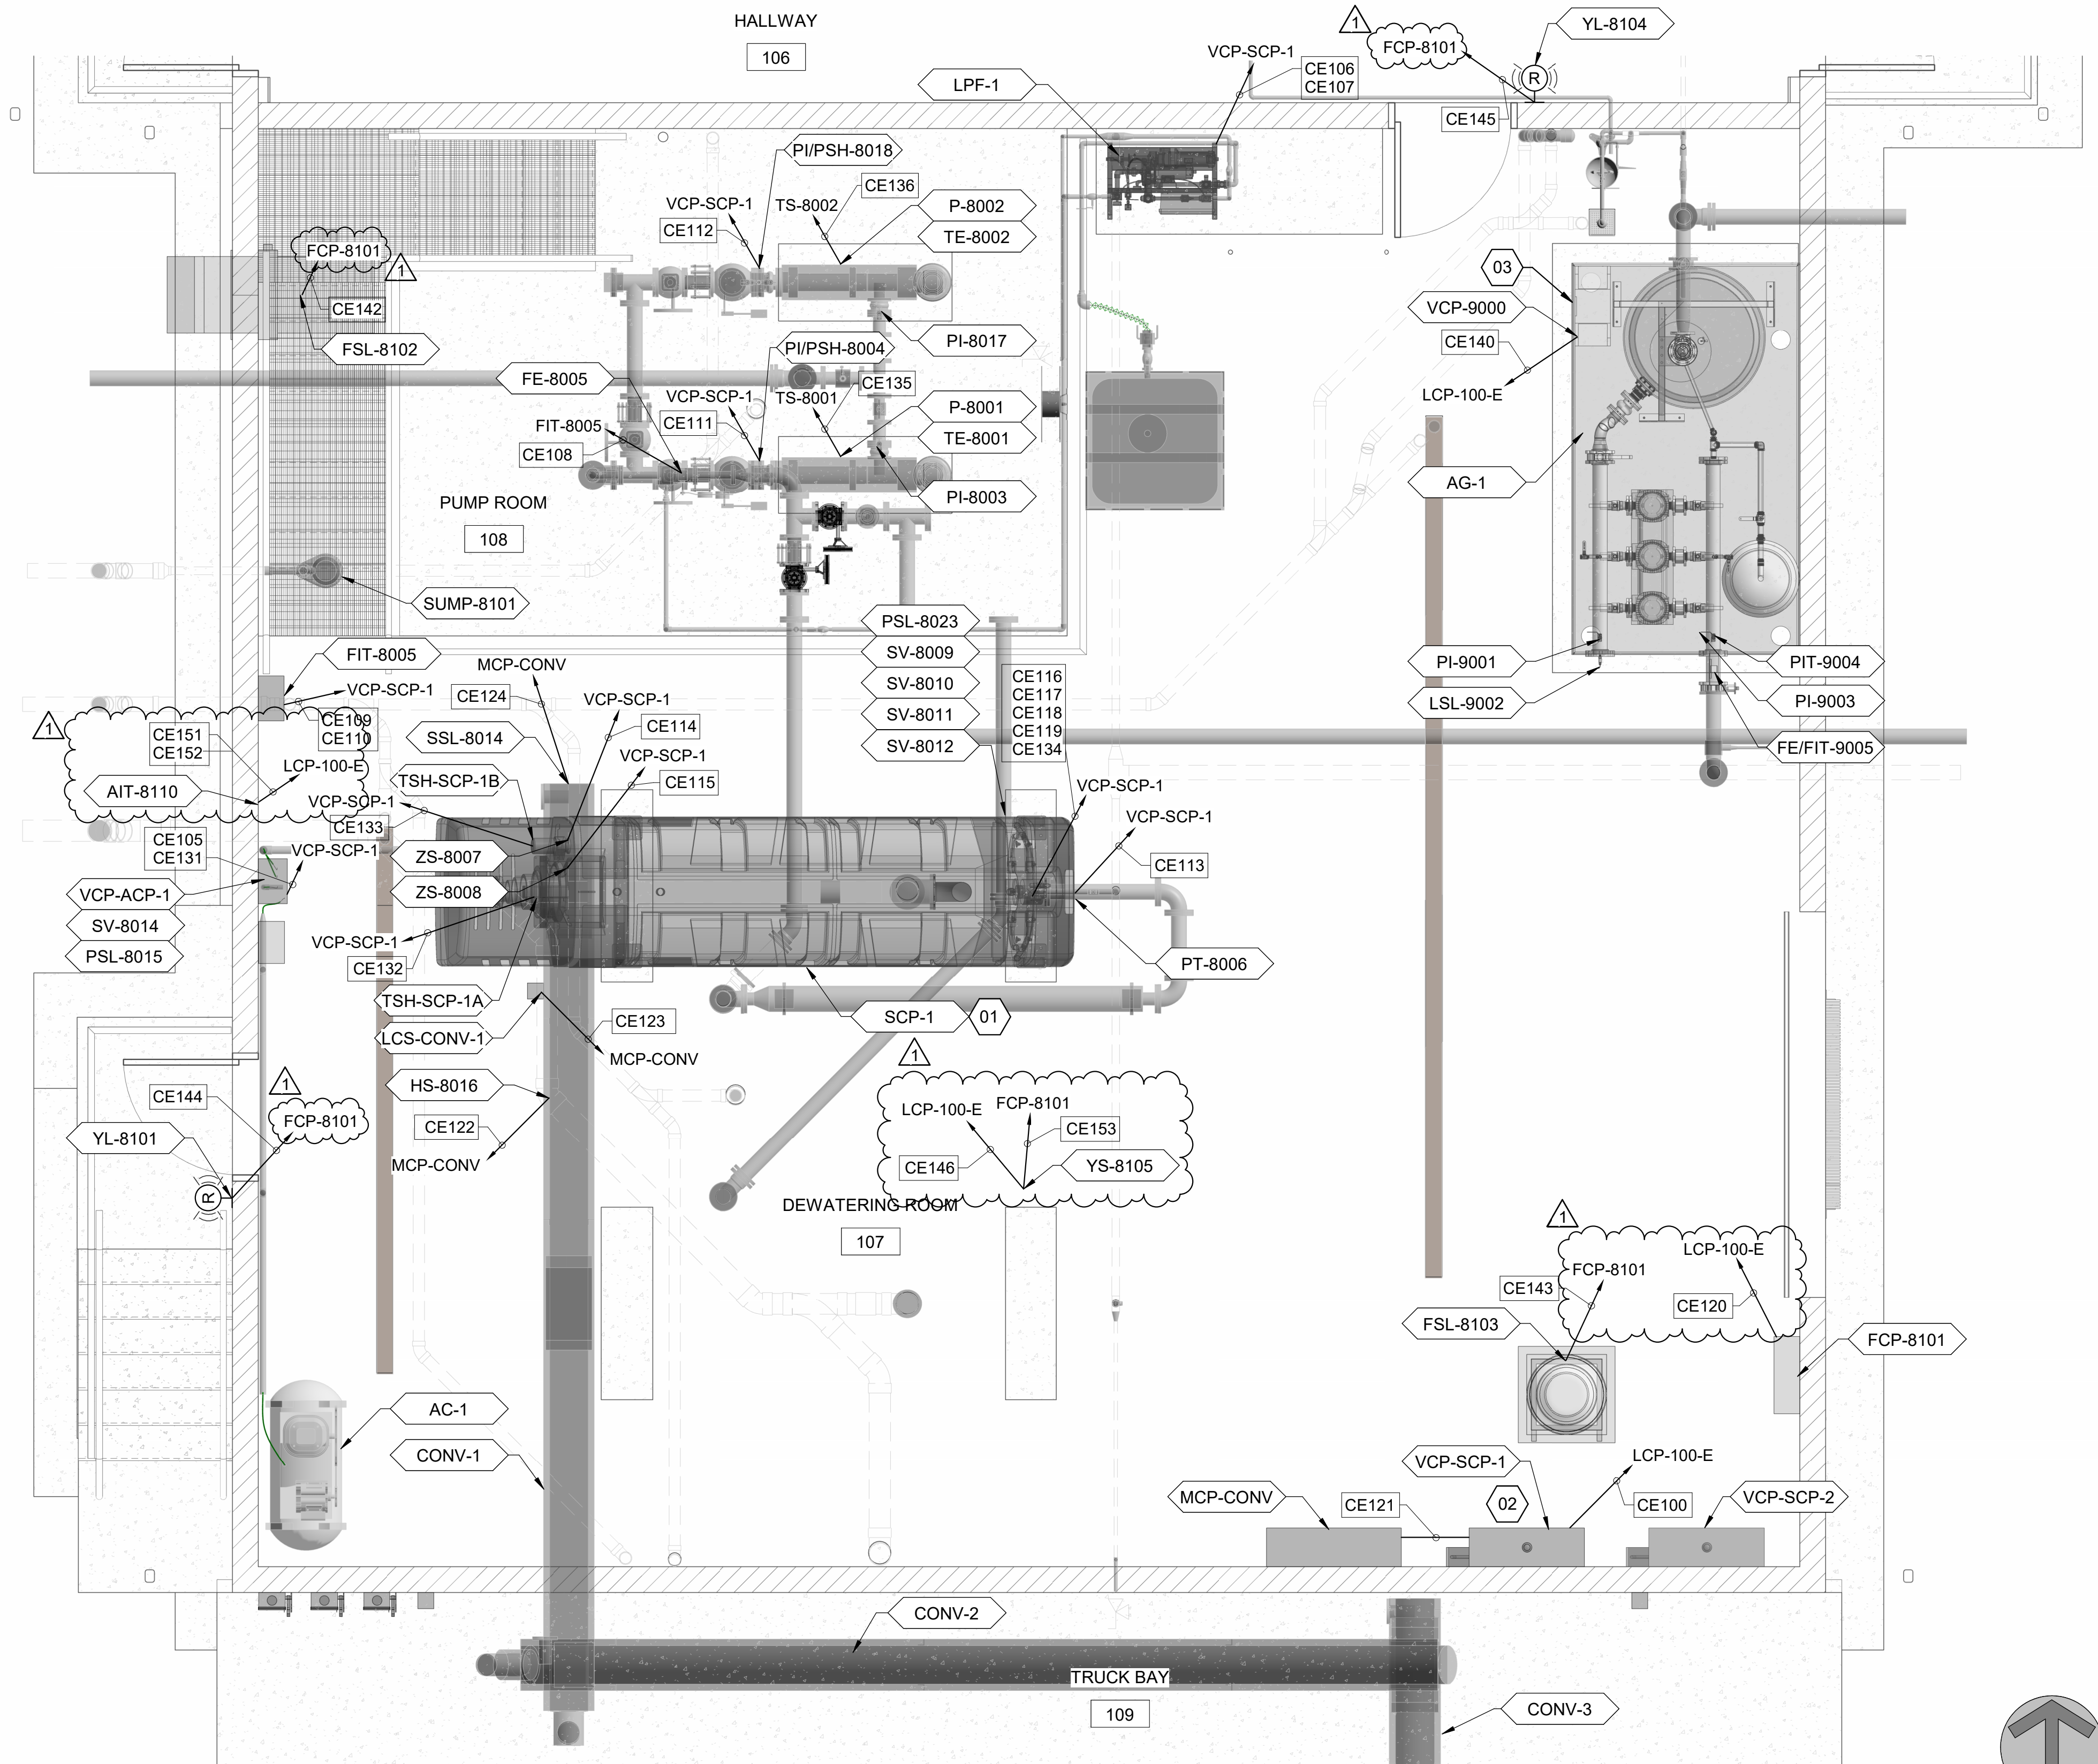 HALLWAY
106
1
FCP-8101
YL-8104
R
VCP-SCP-1
CE106
CE107
LPF-1
CE145
PI/PSH-8018
CE136
VCP-SCP-1
TS-8002
P-8002
CE112
TE-8002
FCP-8101
1
CE142
FSL-8102
03
VCP-9000
CE140
LCP-100-E
PI-8017
PI/PSH-8004
FE-8005
CE135
VCP-SCP-1
TS-8001
P-8001
CE111
FIT-8005
TE-8001
CE108
AG-1
PI-8003
PUMP ROOM
108
SUMP-8101
PSL-8023
SV-8009
SV-8010
SV-8011
SV-8012
CE116
CE117
CE118
CE119
CE134
PI-9001
PIT-9004
LSL-9002
PI-9003
FE/FIT-9005
FIT-8005
VCP-SCP-1
CE109
CE110
MCP-CONV
CE124
VCP-SCP-1
CE114
SSL-8014
VCP-SCP-1
CE115
TSH-SCP-1B
1
CE151
CE152
LCP-100-E
AIT-8110
VCP-SCP-1
CE133
CE105
CE131
VCP-SCP-1
ZS-8007
ZS-8008
VCP-ACP-1
SV-8014
PSL-8015
VCP-SCP-1
VCP-SCP-1
CE113
VCP-SCP-1
CE132
PT-8006
TSH-SCP-1A
SCP-1
01
LCS-CONV-1
CE123
MCP-CONV
HS-8016
CE122
MCP-CONV
1
CE144
FCP-8101
YL-8101
R
1
LCP-100-E
FCP-8101
CE153
CE146
YS-8105
DEWATERING ROOM
107
1
LCP-100-E
FCP-8101
CE143
CE120
FSL-8103
FCP-8101
AC-1
CONV-1
VCP-SCP-1
LCP-100-E
MCP-CONV
CE121
02
CE100
VCP-SCP-2
CONV-2
TRUCK BAY
109
CONV-3